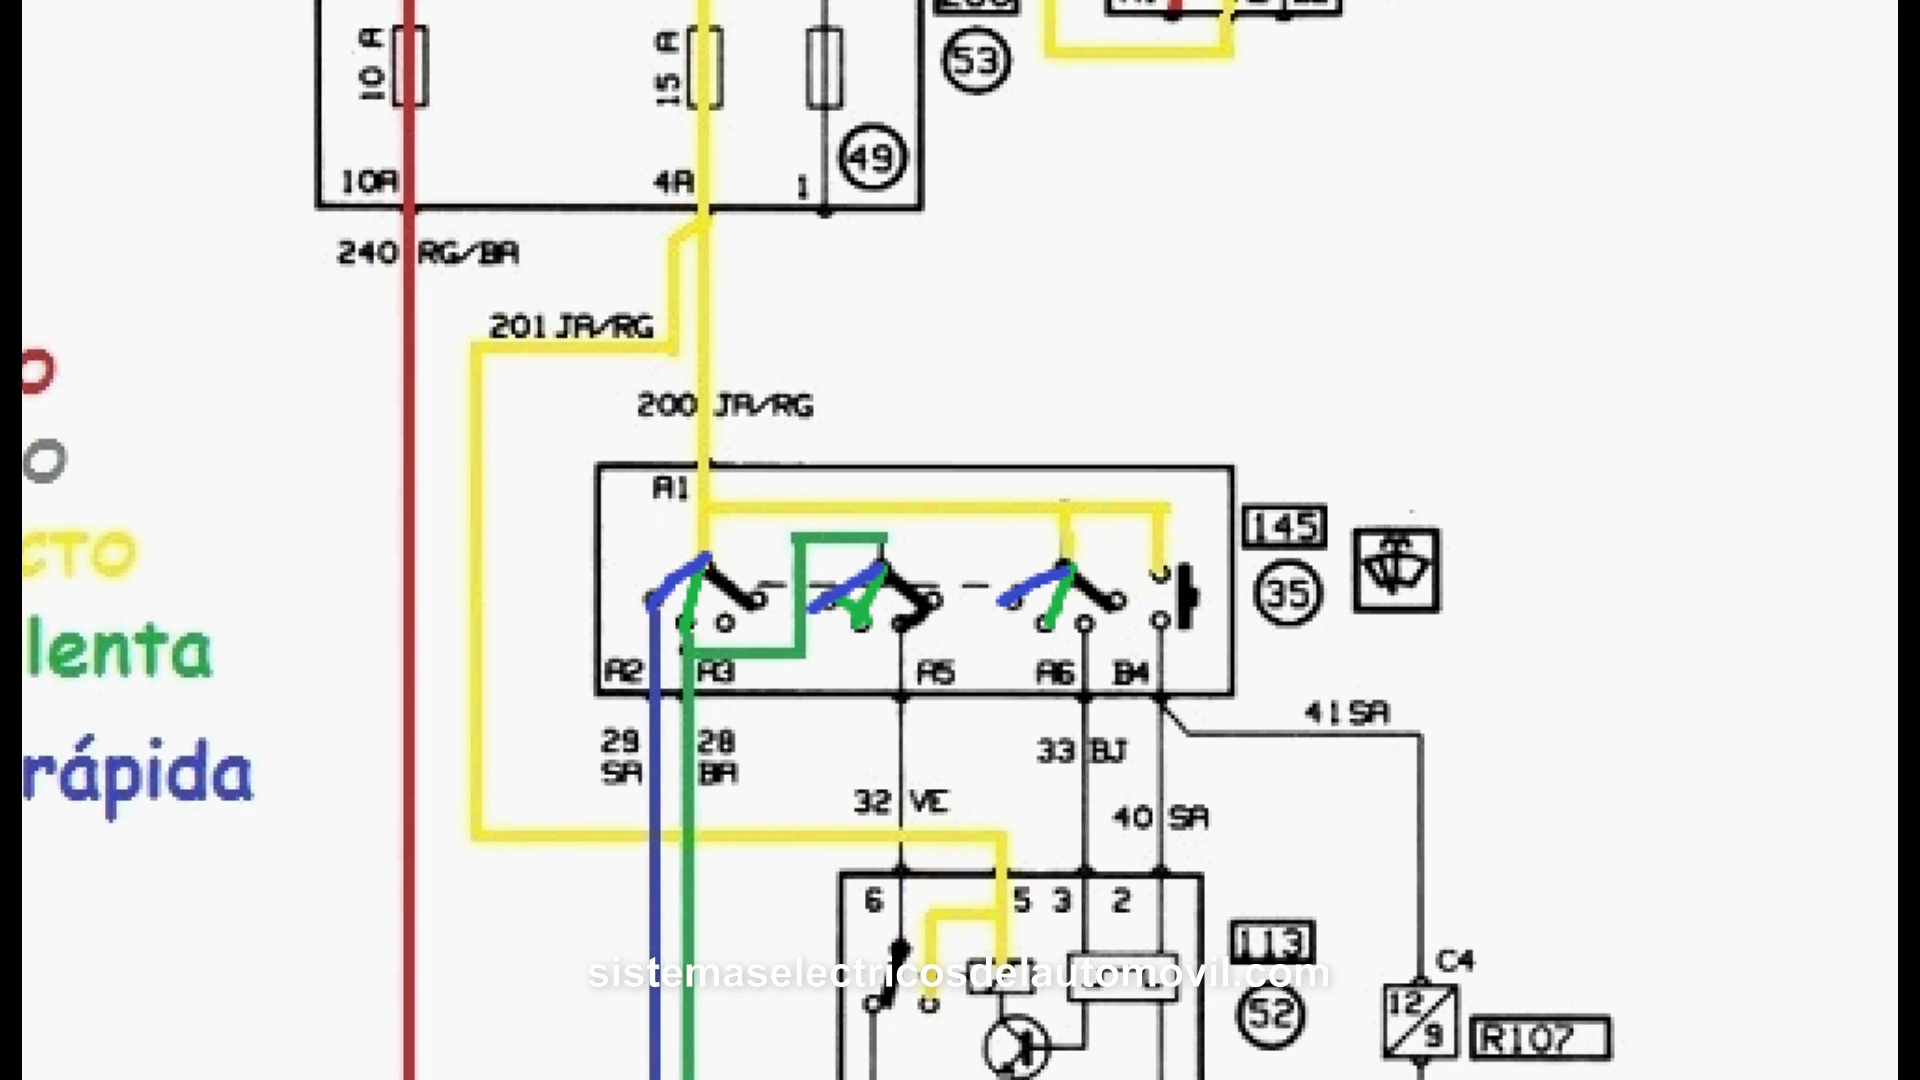 53
10 A
15 A
49
10A
4A
1
240 RG/BA
201 JA/RG
O
200 JA/RG
O
A1
145
CTO
35
lenta
A2
A3
A5
A6
B4
41 SA
29
SA
28
BA
33 BJ
rápida
32 VE
40 SA
6
5
3
2
113
C4
sistemaselectricosdelautomovil.com
52
12
9
R107